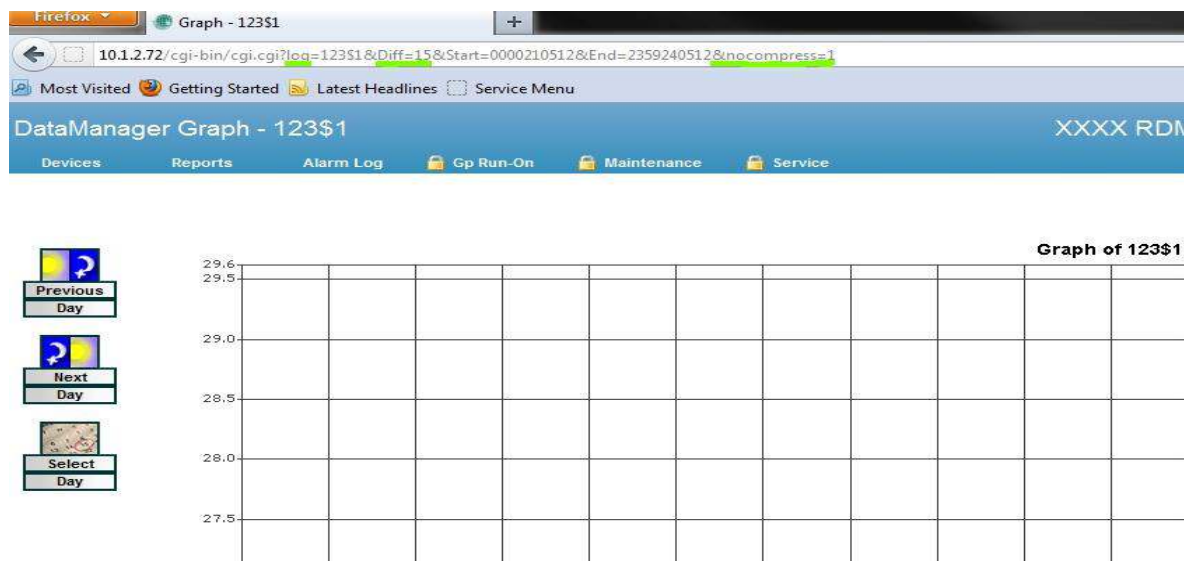 Firefox
Graph - 123$1
+
10.1.2.72/cgi-bin/cgi.cgi?log=123$1&Diff=15&Start=0000210512&End=2359240512&nocompress=1
Most Visited Getting Started Latest Headlines Service Menu
DataManager Graph - 123$1 XXXX RDM
Devices Reports Alarm Log Gp Run-On Maintenance Service
Graph of 123$1
Previous
Day
Next
Day
Select
Day
29.6
29.5
29.0
28.5
28.0
27.5